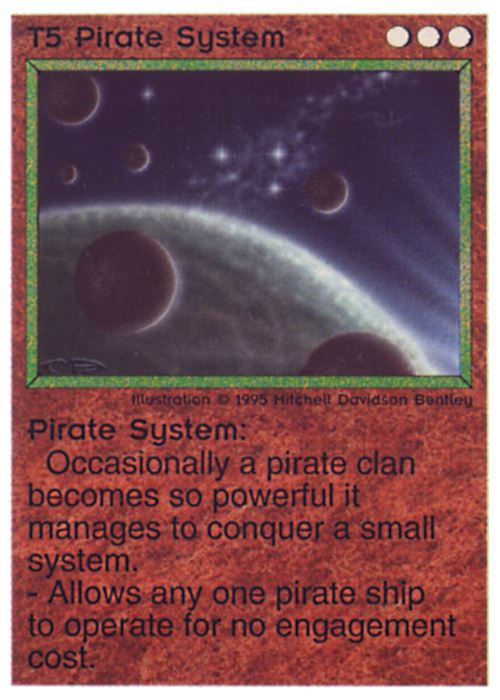 T5 Pirate System
Illustration © 1995 Mitchell Davidson Bentley
Pirate System:
Occasionally a pirate clan
becomes so powerful it
manages to conquer a small
system.
- Allows any one pirate ship
to operate for no engagement
cost.